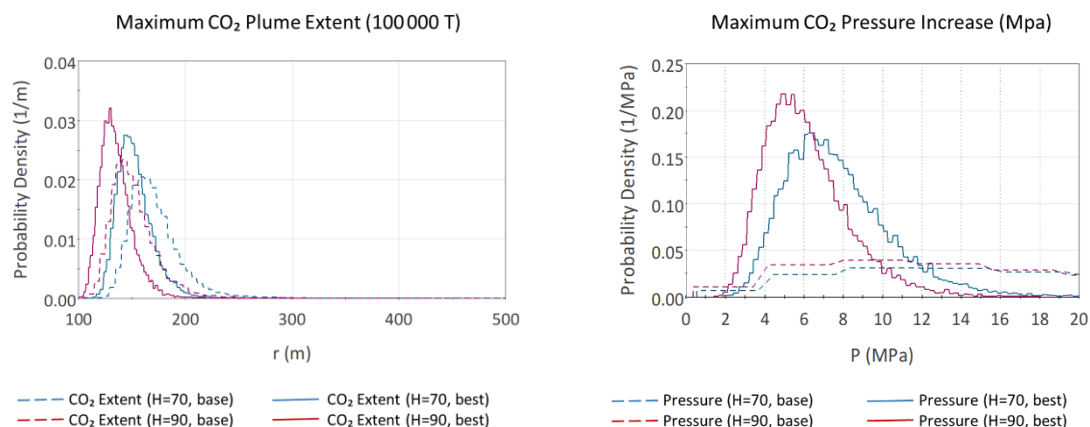 Maximum CO₂ Plume Extent (100 000 T)
Probability Density (1/m)
0.04
0.03
0.02
0.01
0.00
100
200
300
400
500
r (m)
CO₂ Extent (H=70, base)
CO₂ Extent (H=70, best)
CO₂ Extent (H=90, base)
CO₂ Extent (H=90, best)
Maximum CO₂ Pressure Increase (Mpa)
Probability Density (1/MPa)
0.25
0.20
0.15
0.10
0.05
0.00
0
2
4
6
8
10
12
14
16
18
20
P (MPa)
Pressure (H=70, base)
Pressure (H=70, best)
Pressure (H=90, base)
Pressure (H=90, best)